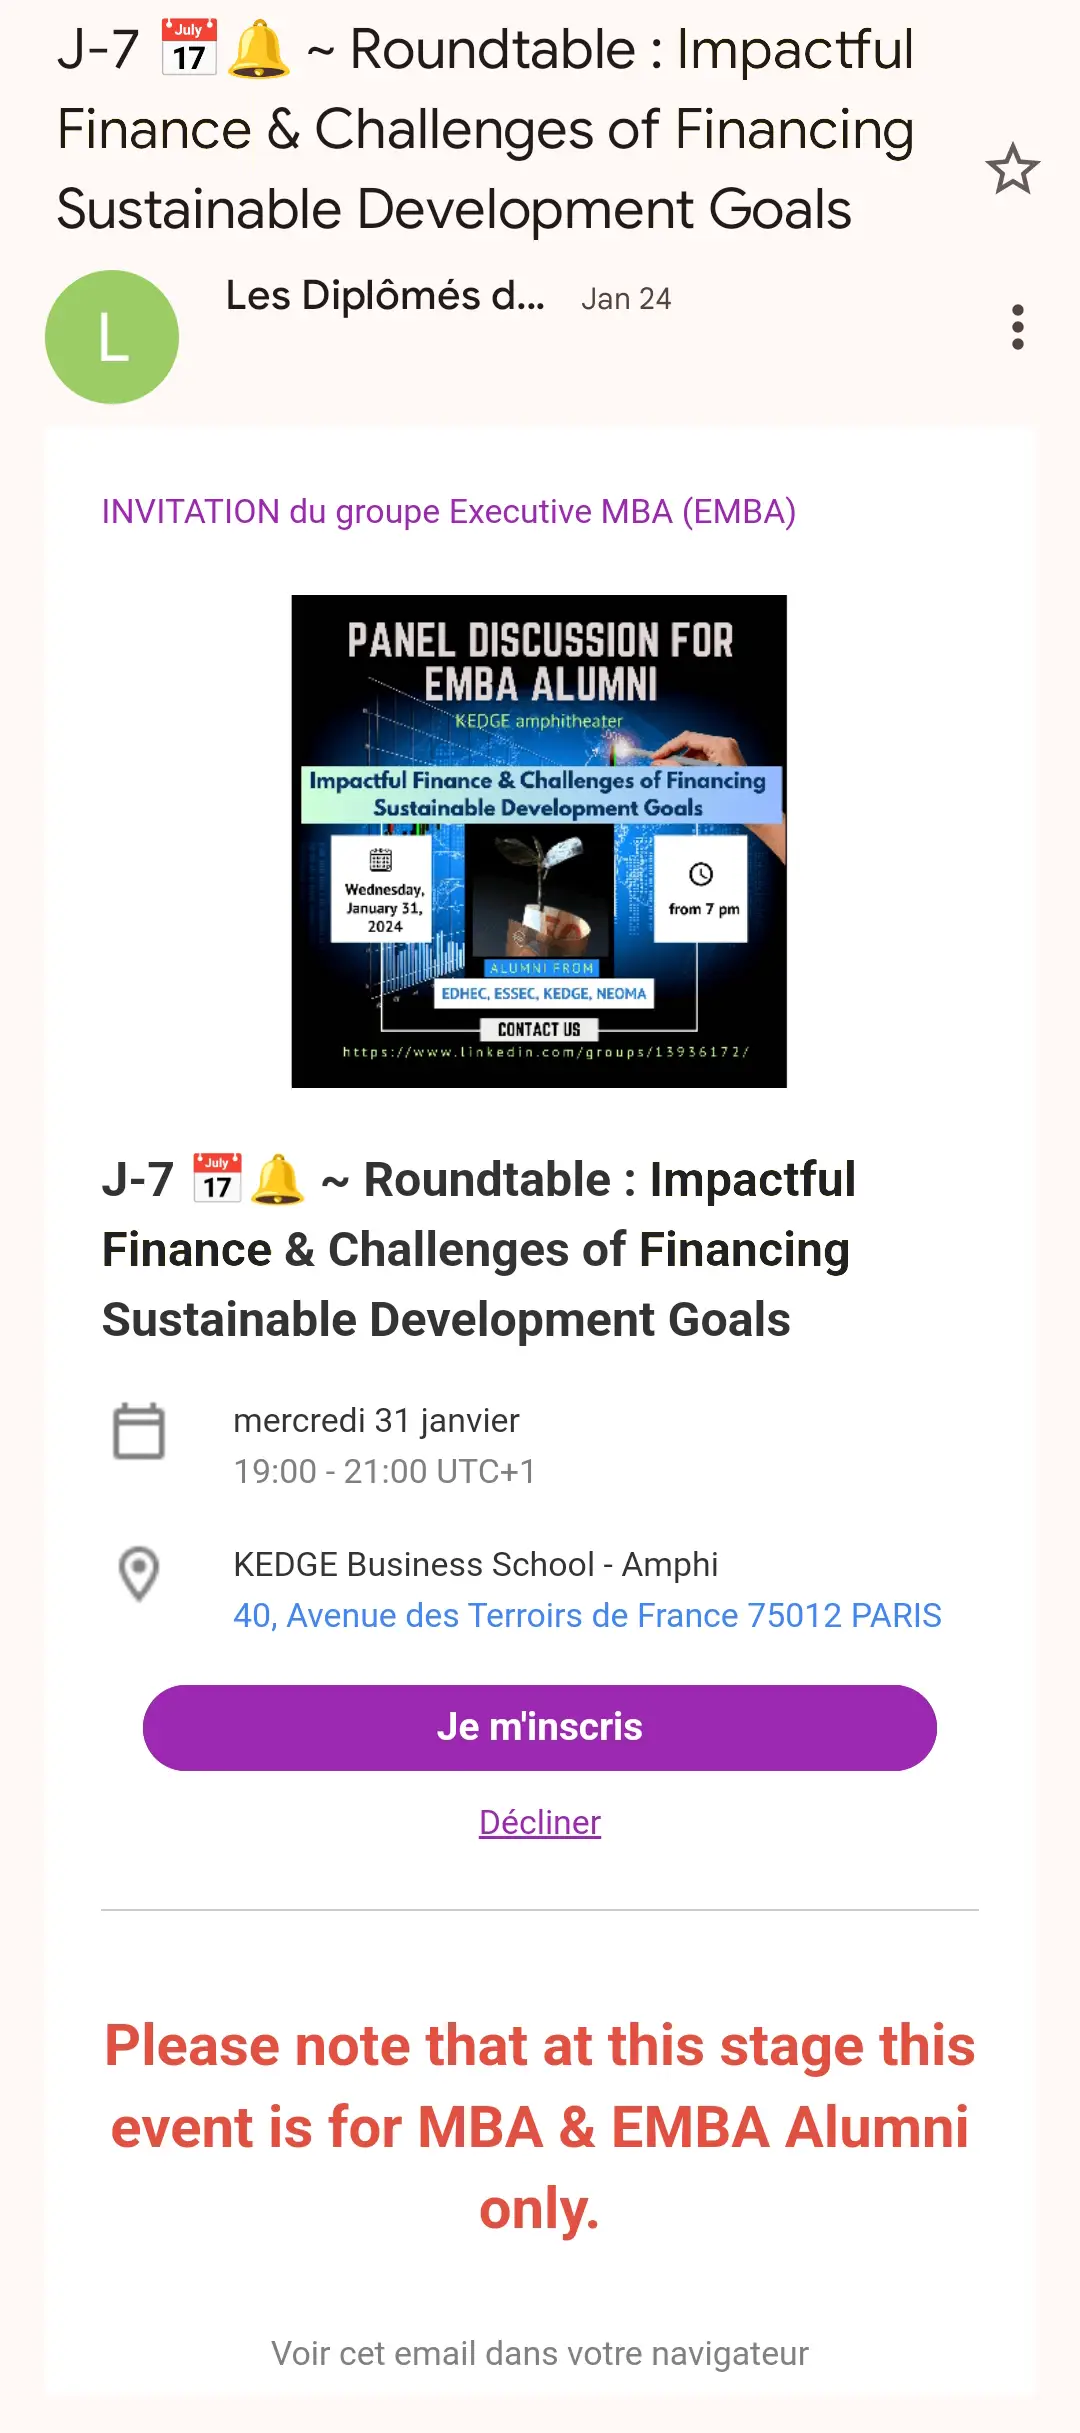 J-7 📅🔔 ~ Roundtable : Impactful
Finance & Challenges of Financing
Sustainable Development Goals
L
Les Diplômés d... Jan 24
INVITATION du groupe Executive MBA (EMBA)
PANEL DISCUSSION FOR
EMBA ALUMNI
KEDGE amphitheater
Impactful Finance & Challenges of Financing
Sustainable Development Goals
Wednesday,
January 31,
2024
from 7 pm
ALUMNI FROM
EDHEC, ESSEC, KEDGE, NEOMA
CONTACT US
https://www.linkedin.com/groups/13936172/
J-7 📅🔔 ~ Roundtable : Impactful
Finance & Challenges of Financing
Sustainable Development Goals
mercredi 31 janvier
19:00 - 21:00 UTC+1
KEDGE Business School - Amphi
40, Avenue des Terroirs de France 75012 PARIS
Je m'inscris
Décliner
Please note that at this stage this
event is for MBA & EMBA Alumni
only.
Voir cet email dans votre navigateur